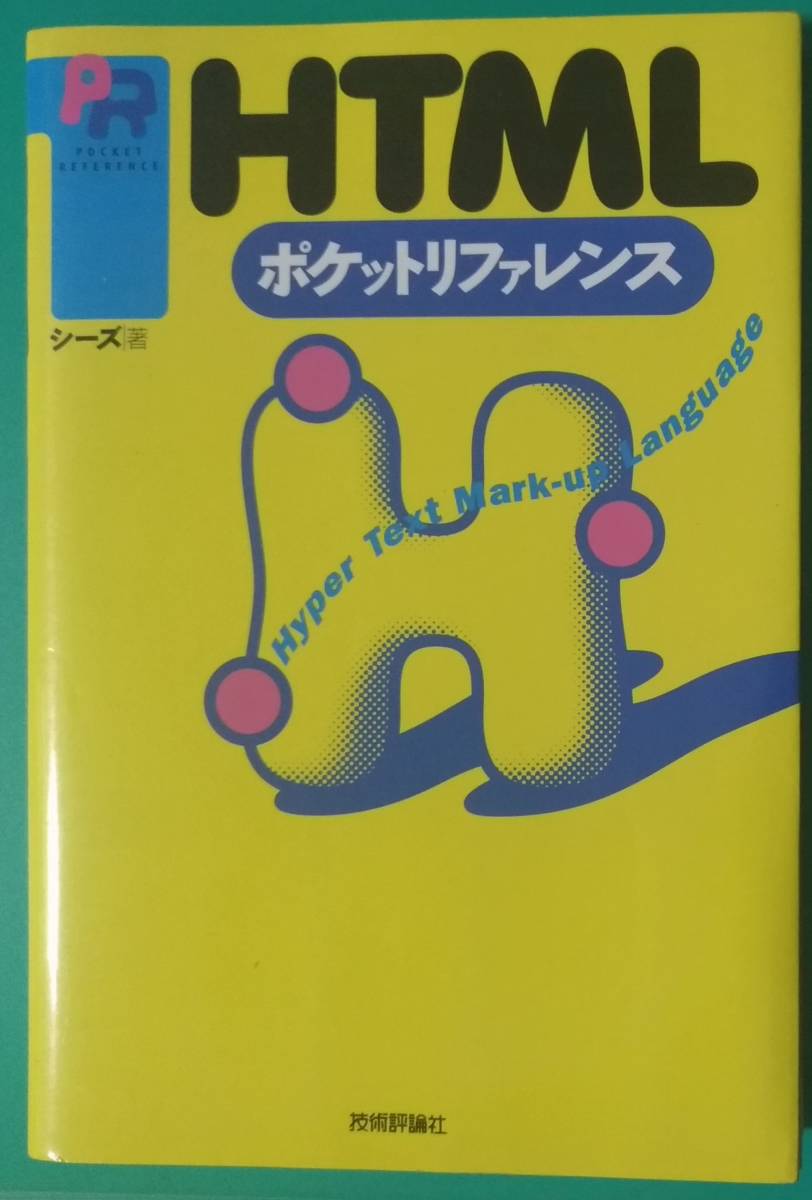 PR
POCKET
REFERENCE
HTML
ポケットリファレンス
シーズ|著
Hyper Text Mark-up Language
技術評論社